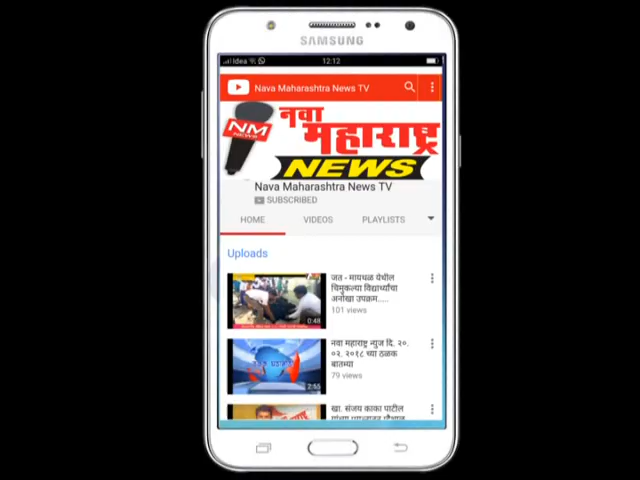 SAMSUNG
Idea 12:12
Nava Maharashtra News TV
नवा
महाराष्ट्र
NM
NEWS
NEWS
Nava Maharashtra News TV
SUBSCRIBED
HOME VIDEOS PLAYLISTS
Uploads
जत - मायथळ येथील
चिमुकल्या विद्यार्थ्यांचा
अनोखा उपक्रम.....
101 views
0:48
नवा महाराष्ट्र न्युज दि. २०.
०२. २०१८ च्या ठळक
बातम्या
79 views
2:55
खा. संजय काका पाटील